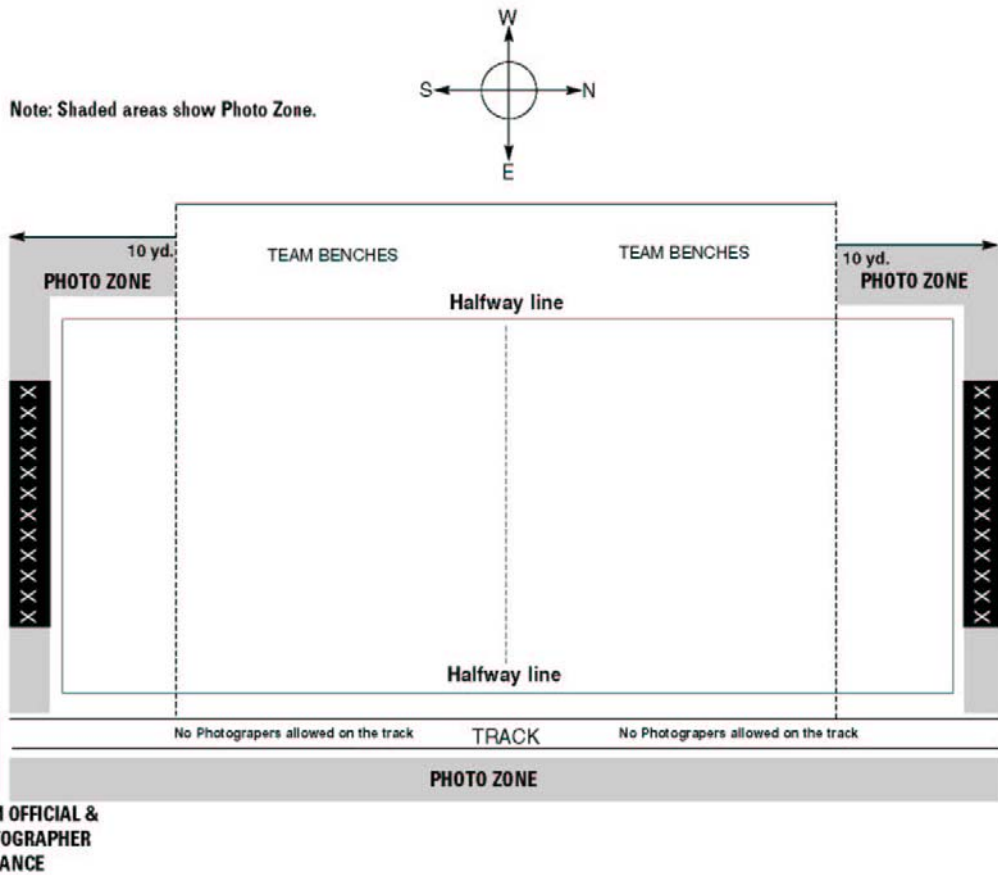 W
S N
Note: Shaded areas show Photo Zone.
E
10 yd.
TEAM BENCHES
TEAM BENCHES
10 yd.
PHOTO ZONE
PHOTO ZONE
Halfway line
X X X X X X X X X X X X
X X X X X X X X X X X X
Halfway line
No Photograpers allowed on the track
TRACK
No Photograpers allowed on the track
PHOTO ZONE
OFFICIAL &